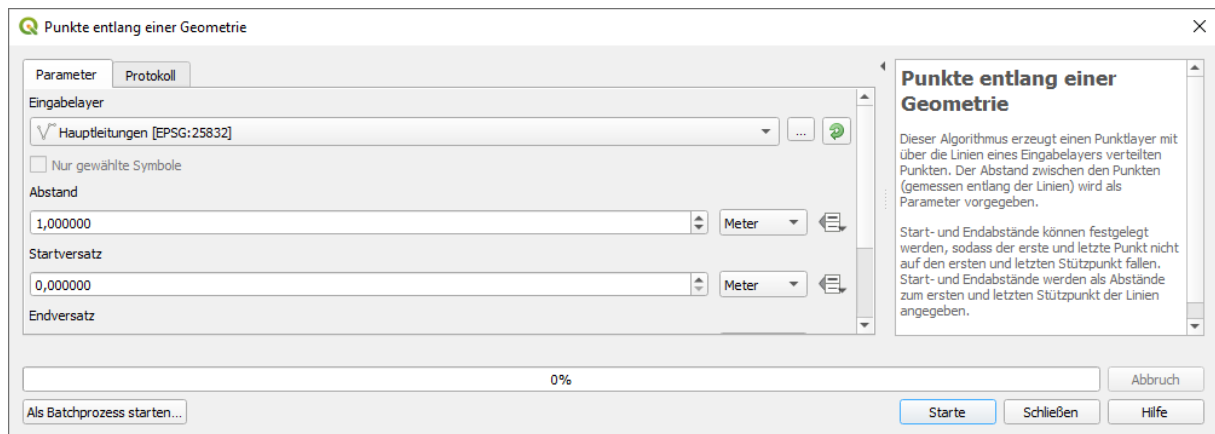 Punkte entlang einer Geometrie
Parameter
Protokoll
Eingabelayer
Hauptleitungen [EPSG:25832]
...
Nur gewählte Symbole
Abstand
1,000000
Meter
Startversatz
0,000000
Meter
Endversatz
Punkte entlang einer
Geometrie
Dieser Algorithmus erzeugt einen Punktlayer mit
über die Linien eines Eingabelayers verteilten
Punkten. Der Abstand zwischen den Punkten
(gemessen entlang der Linien) wird als
Parameter vorgegeben.
Start- und Endabstände können festgelegt
werden, sodass der erste und letzte Punkt nicht
auf den ersten und letzten Stützpunkt fallen.
Start- und Endabstände werden als Abstände
zum ersten und letzten Stützpunkt der Linien
angegeben.
0%
Abbruch
Als Batchprozess starten...
Starte
Schließen
Hilfe